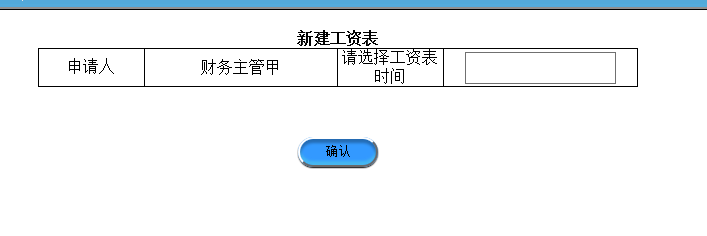 新建工资表
申请人
财务主管甲
请选择工资表
时间
确认